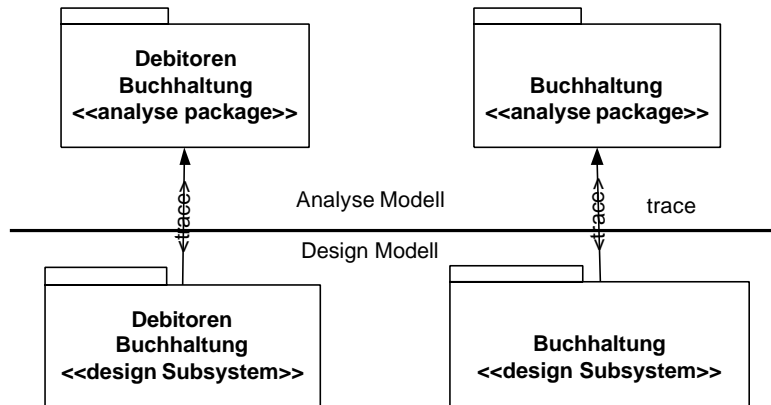 Debitoren
Buchhaltung
<<analyse package>>
Buchhaltung
<<analyse package>>
<trace>
<trace>
Analyse Modell
trace
Design Modell
Debitoren
Buchhaltung
<<design Subsystem>>
Buchhaltung
<<design Subsystem>>